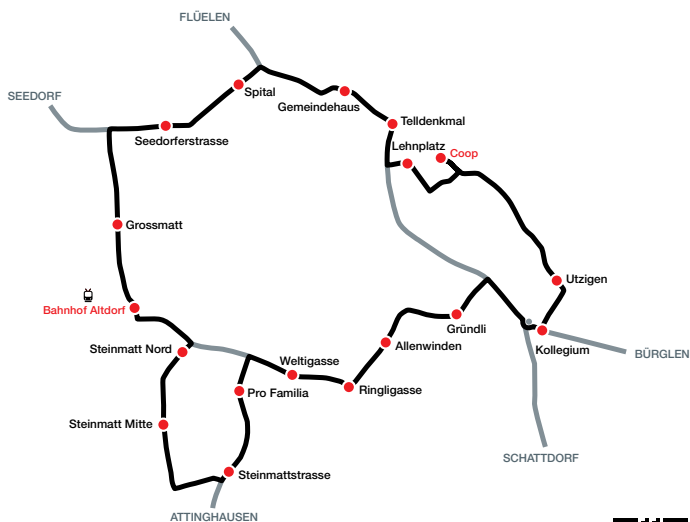 FLÜELEN
SEEDORF
Spital
Gemeindehaus
Telldenkmal
Seedorferstrasse
Lehnplatz
Coop
Grossmatt
Utzigen
Bahnhof Altdorf
Gründli
Steinmatt Nord
Allenwinden
Kollegium
BÜRGLEN
Weltigasse
Pro Familia
Ringligasse
Steinmatt Mitte
SCHATTDORF
Steinmattstrasse
ATTINGHAUSEN